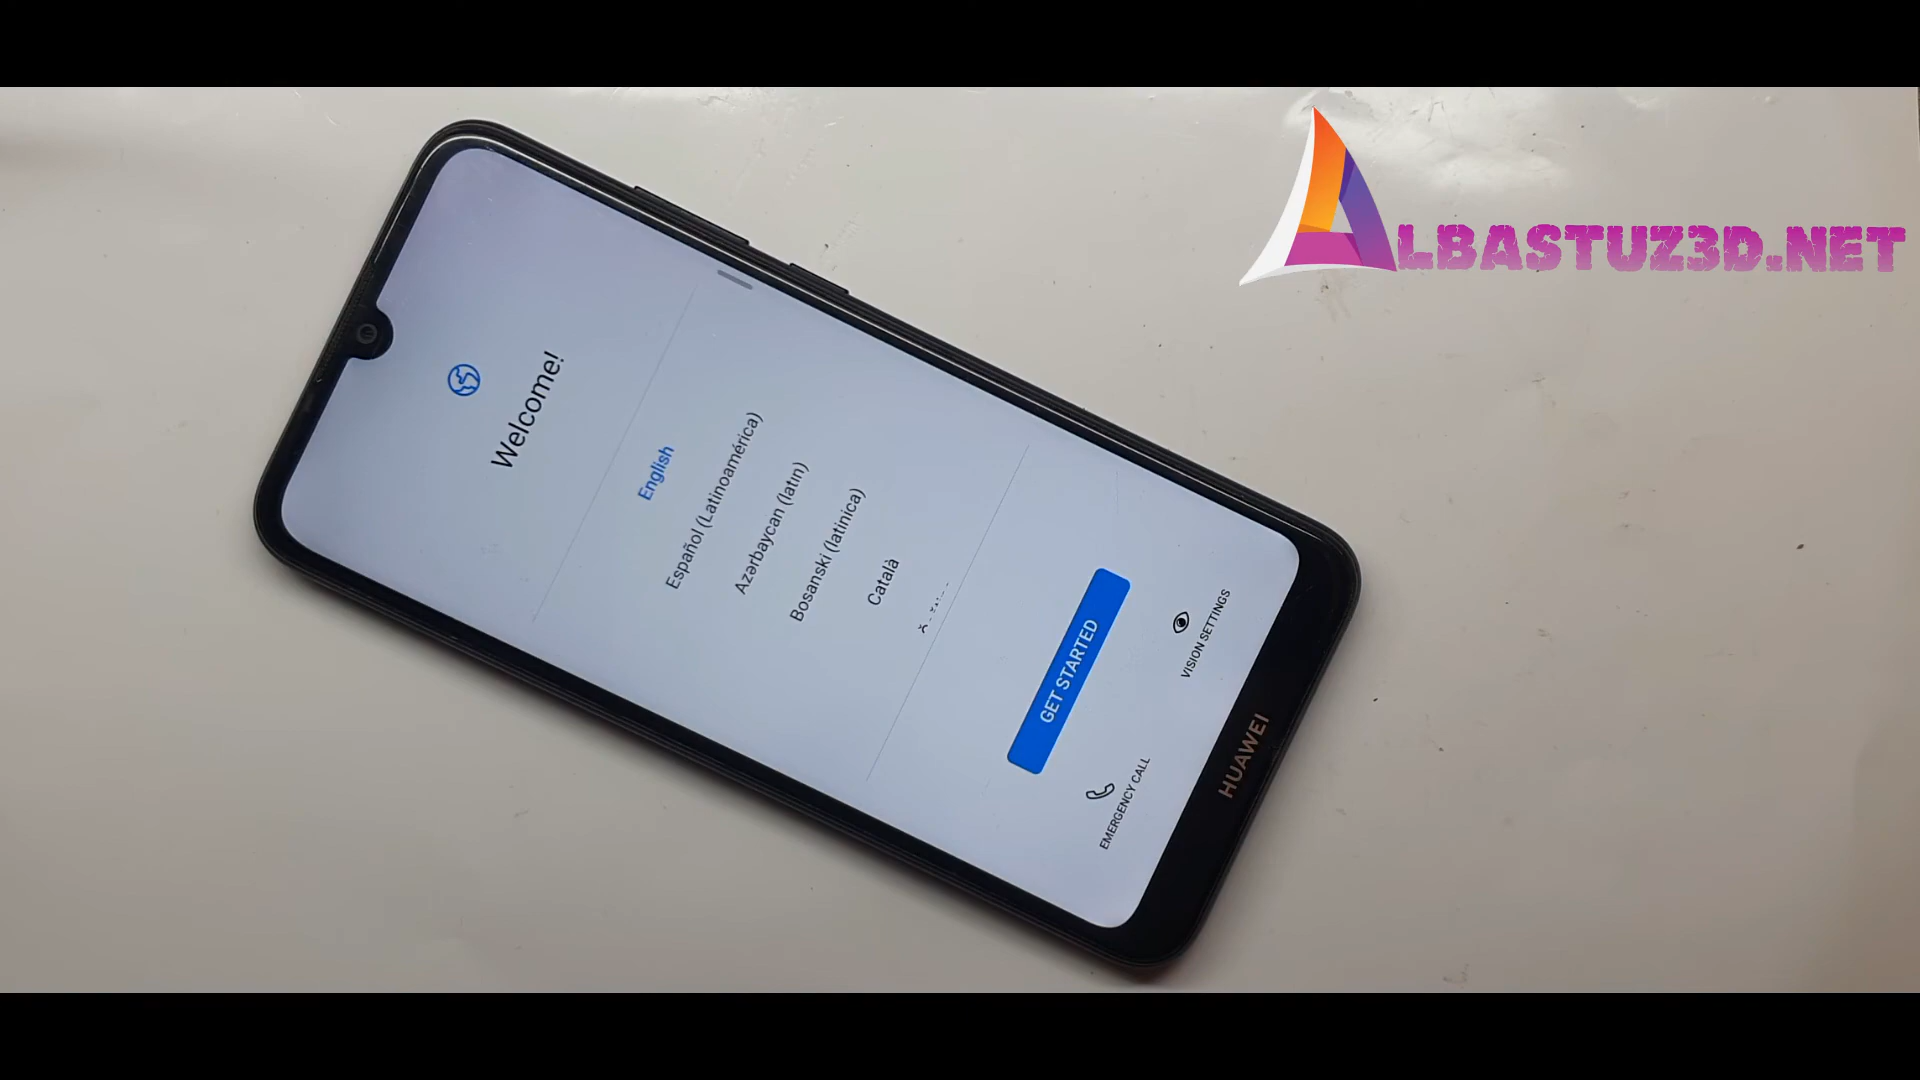 ALBASTUZ3D.NET
Welcome!
English
Español (Latinoamérica)
Azərbaycan (latın)
Bosanski (latinica)
Català
GET STARTED
EMERGENCY CALL
VISION SETTINGS
HUAWEI